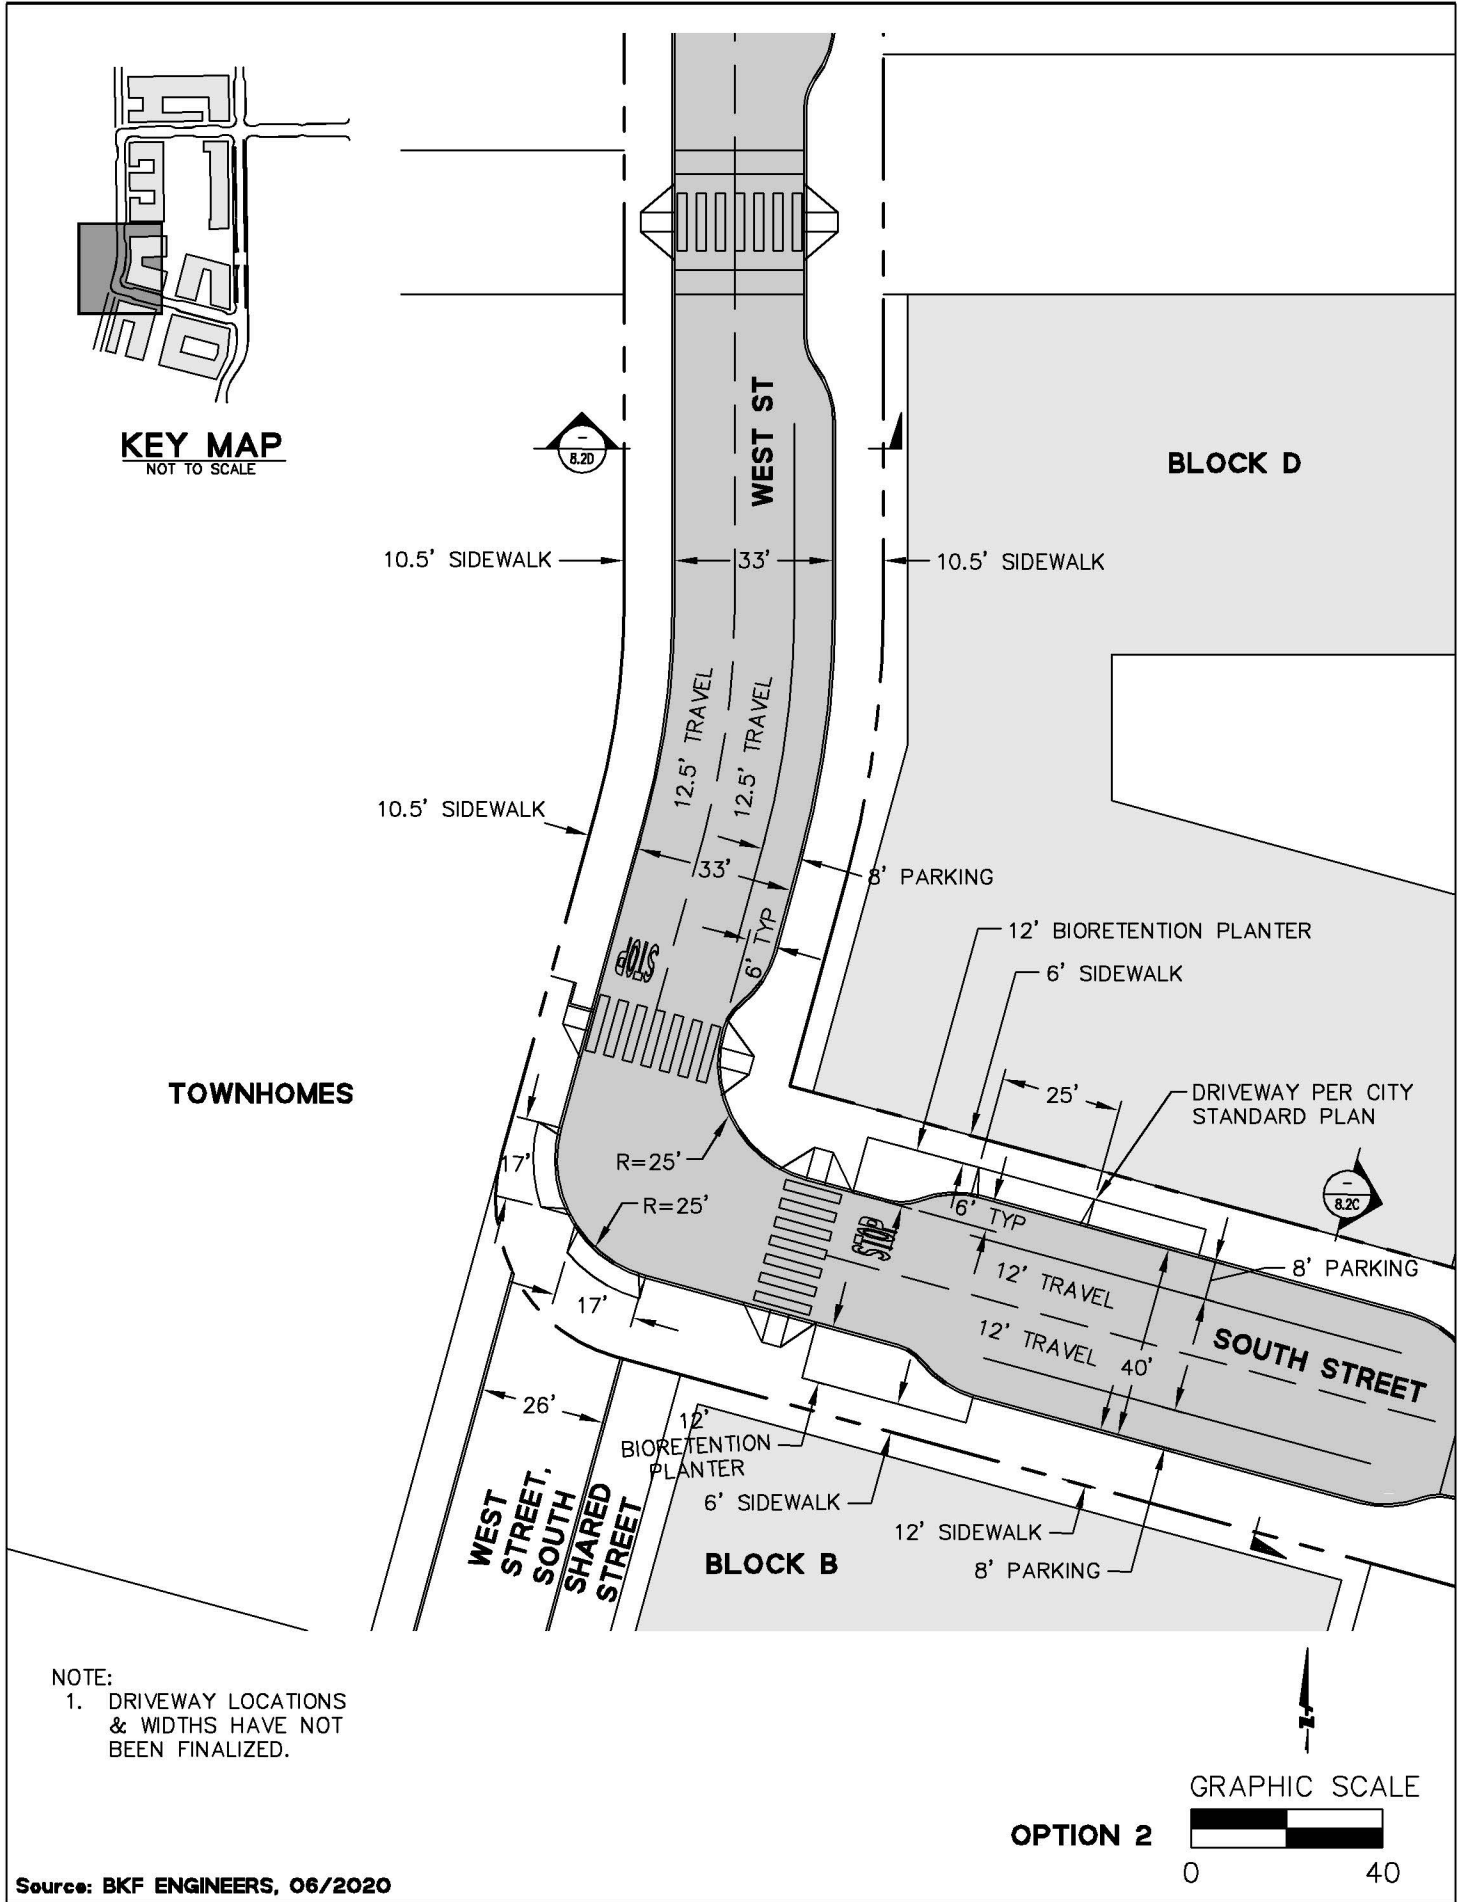 KEY MAP
NOT TO SCALE
–
8.2D
WEST ST
BLOCK D
10.5' SIDEWALK
33'
10.5' SIDEWALK
12.5' TRAVEL
12.5' TRAVEL
10.5' SIDEWALK
33'
8' PARKING
6' TYP
12' BIORETENTION PLANTER
6' SIDEWALK
STOP
TOWNHOMES
25'
DRIVEWAY PER CITY
STANDARD PLAN
17'
R=25'
R=25'
–
8.2C
STOP
6' TYP
8' PARKING
12' TRAVEL
12' TRAVEL
17'
40'
SOUTH STREET
26'
12'
BIORETENTION
PLANTER
6' SIDEWALK
12' SIDEWALK
8' PARKING
WEST
STREET,
SOUTH
SHARED
STREET
BLOCK B
NOTE:
1. DRIVEWAY LOCATIONS
& WIDTHS HAVE NOT
BEEN FINALIZED.
Z
GRAPHIC SCALE
OPTION 2
0 40
Source: BKF ENGINEERS, 06/2020